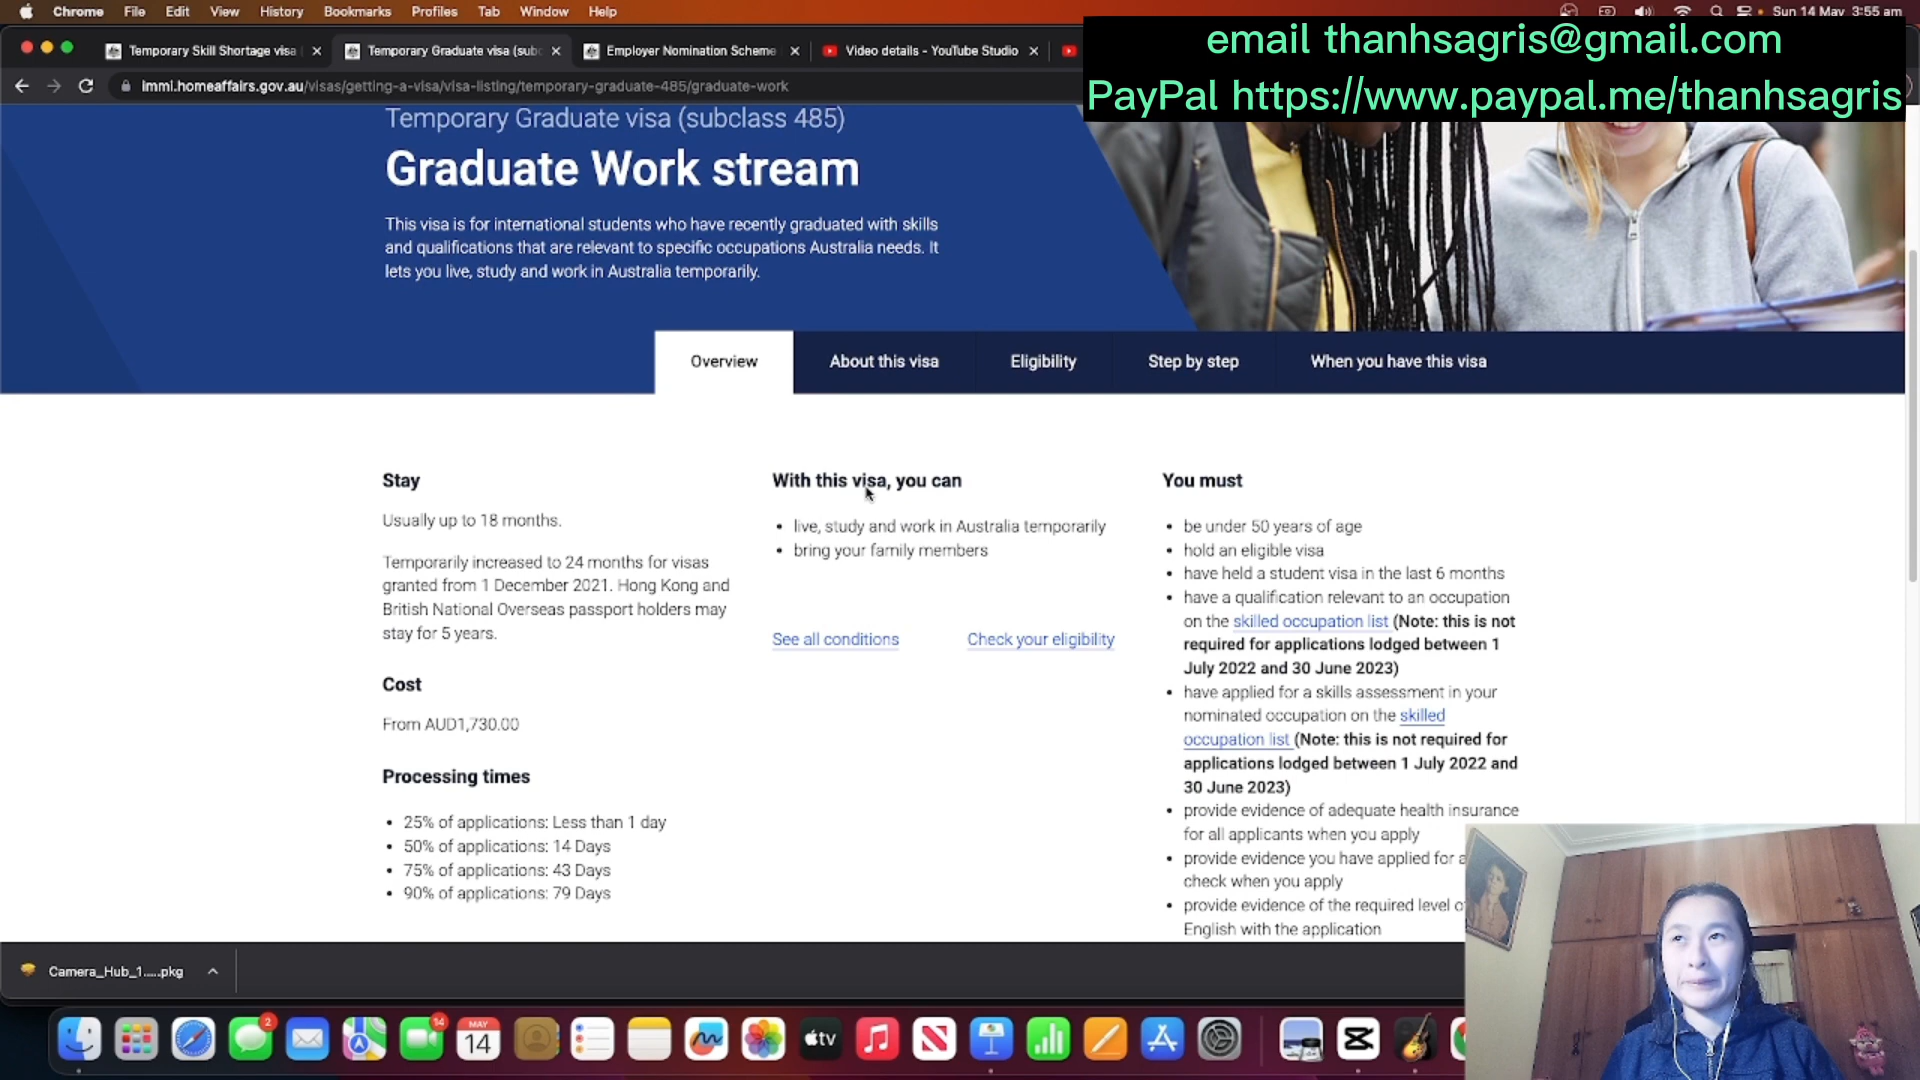 Chrome File Edit View History Bookmarks Profiles Tab Window Help
Sun 14 May 3:55 am
email thanhsagris@gmail.com
PayPal https://www.paypal.me/thanhsagris
Temporary Skill Shortage visa
Temporary Graduate visa (sub
Employer Nomination Scheme
Video details - YouTube Studio
immi.homeaffairs.gov.au/visas/getting-a-visa/visa-listing/temporary-graduate-485/graduate-work
Temporary Graduate visa (subclass 485)
Graduate Work stream
This visa is for international students who have recently graduated with skills
and qualifications that are relevant to specific occupations Australia needs. It
lets you live, study and work in Australia temporarily.
Overview
About this visa
Eligibility
Step by step
When you have this visa
Stay
Usually up to 18 months.
Temporarily increased to 24 months for visas
granted from 1 December 2021. Hong Kong and
British National Overseas passport holders may
stay for 5 years.
Cost
From AUD1,730.00
Processing times
• 25% of applications: Less than 1 day
• 50% of applications: 14 Days
• 75% of applications: 43 Days
• 90% of applications: 79 Days
With this visa, you can
• live, study and work in Australia temporarily
• bring your family members
See all conditions
Check your eligibility
You must
• be under 50 years of age
• hold an eligible visa
• have held a student visa in the last 6 months
• have a qualification relevant to an occupation
on the skilled occupation list (Note: this is not
required for applications lodged between 1
July 2022 and 30 June 2023)
• have applied for a skills assessment in your
nominated occupation on the skilled
occupation list (Note: this is not required for
applications lodged between 1 July 2022 and
30 June 2023)
• provide evidence of adequate health insurance
for all applicants when you apply
• provide evidence you have applied for a
check when you apply
• provide evidence of the required level
English with the application
Camera_Hub_1.....pkg
2
14
MAY
14
tv